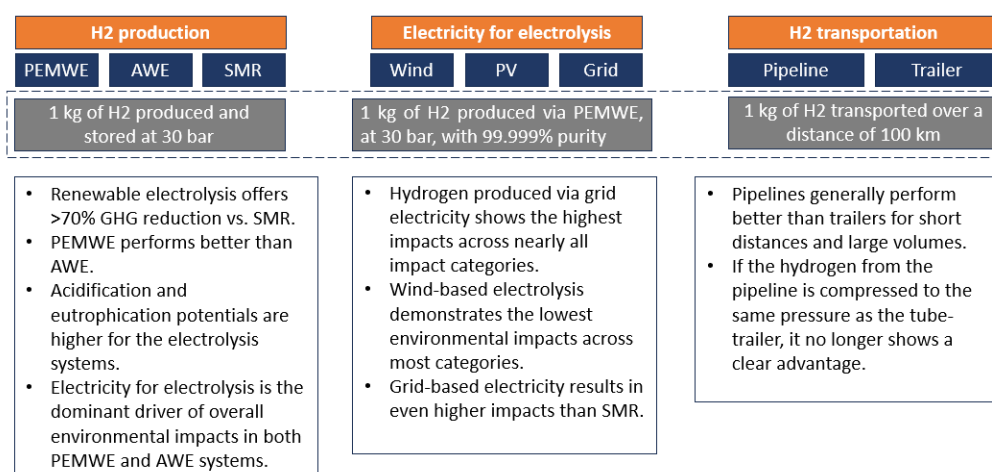 H2 production
PEMWE
AWE
SMR
1 kg of H2 produced and
stored at 30 bar
• Renewable electrolysis offers
>70% GHG reduction vs. SMR.
• PEMWE performs better than
AWE.
• Acidification and
eutrophication potentials are
higher for the electrolysis
systems.
• Electricity for electrolysis is the
dominant driver of overall
environmental impacts in both
PEMWE and AWE systems.
Electricity for electrolysis
Wind
PV
Grid
1 kg of H2 produced via PEMWE,
at 30 bar, with 99.999% purity
• Hydrogen produced via grid
electricity shows the highest
impacts across nearly all
impact categories.
• Wind-based electrolysis
demonstrates the lowest
environmental impacts across
most categories.
• Grid-based electricity results in
even higher impacts than SMR.
H2 transportation
Pipeline
Trailer
1 kg of H2 transported over a
distance of 100 km
• Pipelines generally perform
better than trailers for short
distances and large volumes.
• If the hydrogen from the
pipeline is compressed to the
same pressure as the tube-
trailer, it no longer shows a
clear advantage.